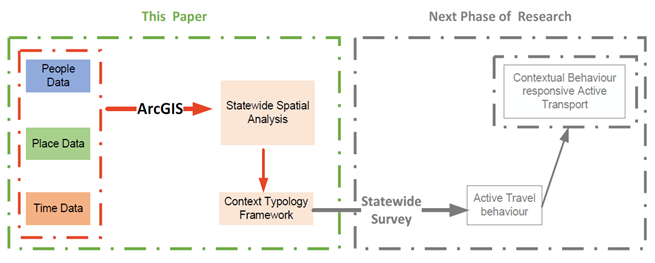 This Paper
Next Phase of Research
People
Data
Place Data
Time Data
ArcGIS
Statewide Spatial
Analysis
Context Typology
Framework
Statewide
Survey
Active Travel
behaviour
Contextual Behaviour
responsive Active
Transport